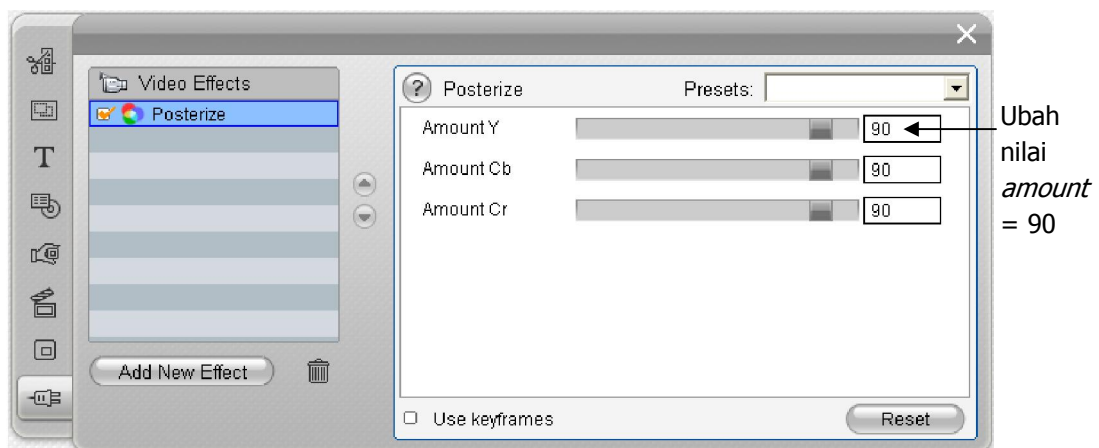 Video Effects
Posterize
Add New Effect
T
? Posterize Presets:
Amount Y 90
Amount Cb 90
Amount Cr 90
Use keyframes Reset
Ubah
nilai
amount
= 90